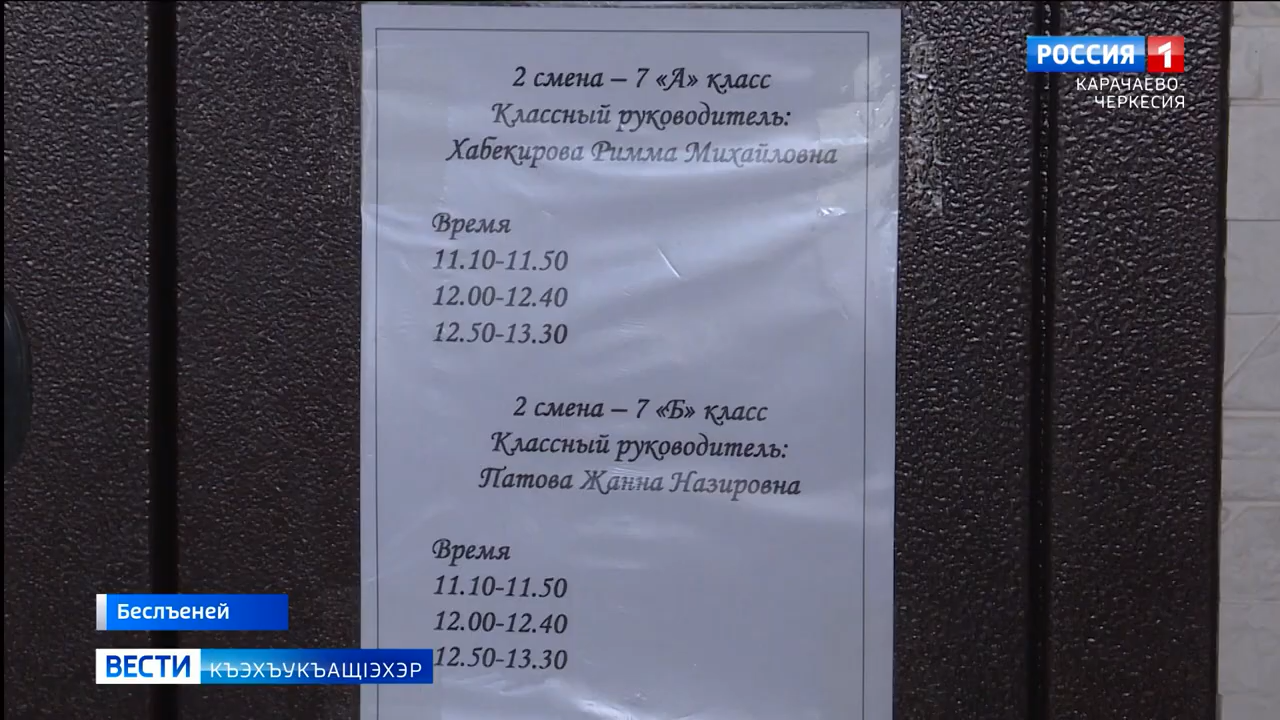 РОССИЯ 1
КАРАЧАЕВО-
ЧЕРКЕСИЯ
2 смена – 7 «А» класс
Классный руководитель:
Хабекирова Римма Михайловна
Время
11.10-11.50
12.00-12.40
12.50-13.30
2 смена – 7 «Б» класс
Классный руководитель:
Патова Жанна Назировна
Время
11.10-11.50
12.00-12.40
12.50-13.30
Беслъеней
ВЕСТИ КЪЭХЪУКЪАЩІЭХЭР